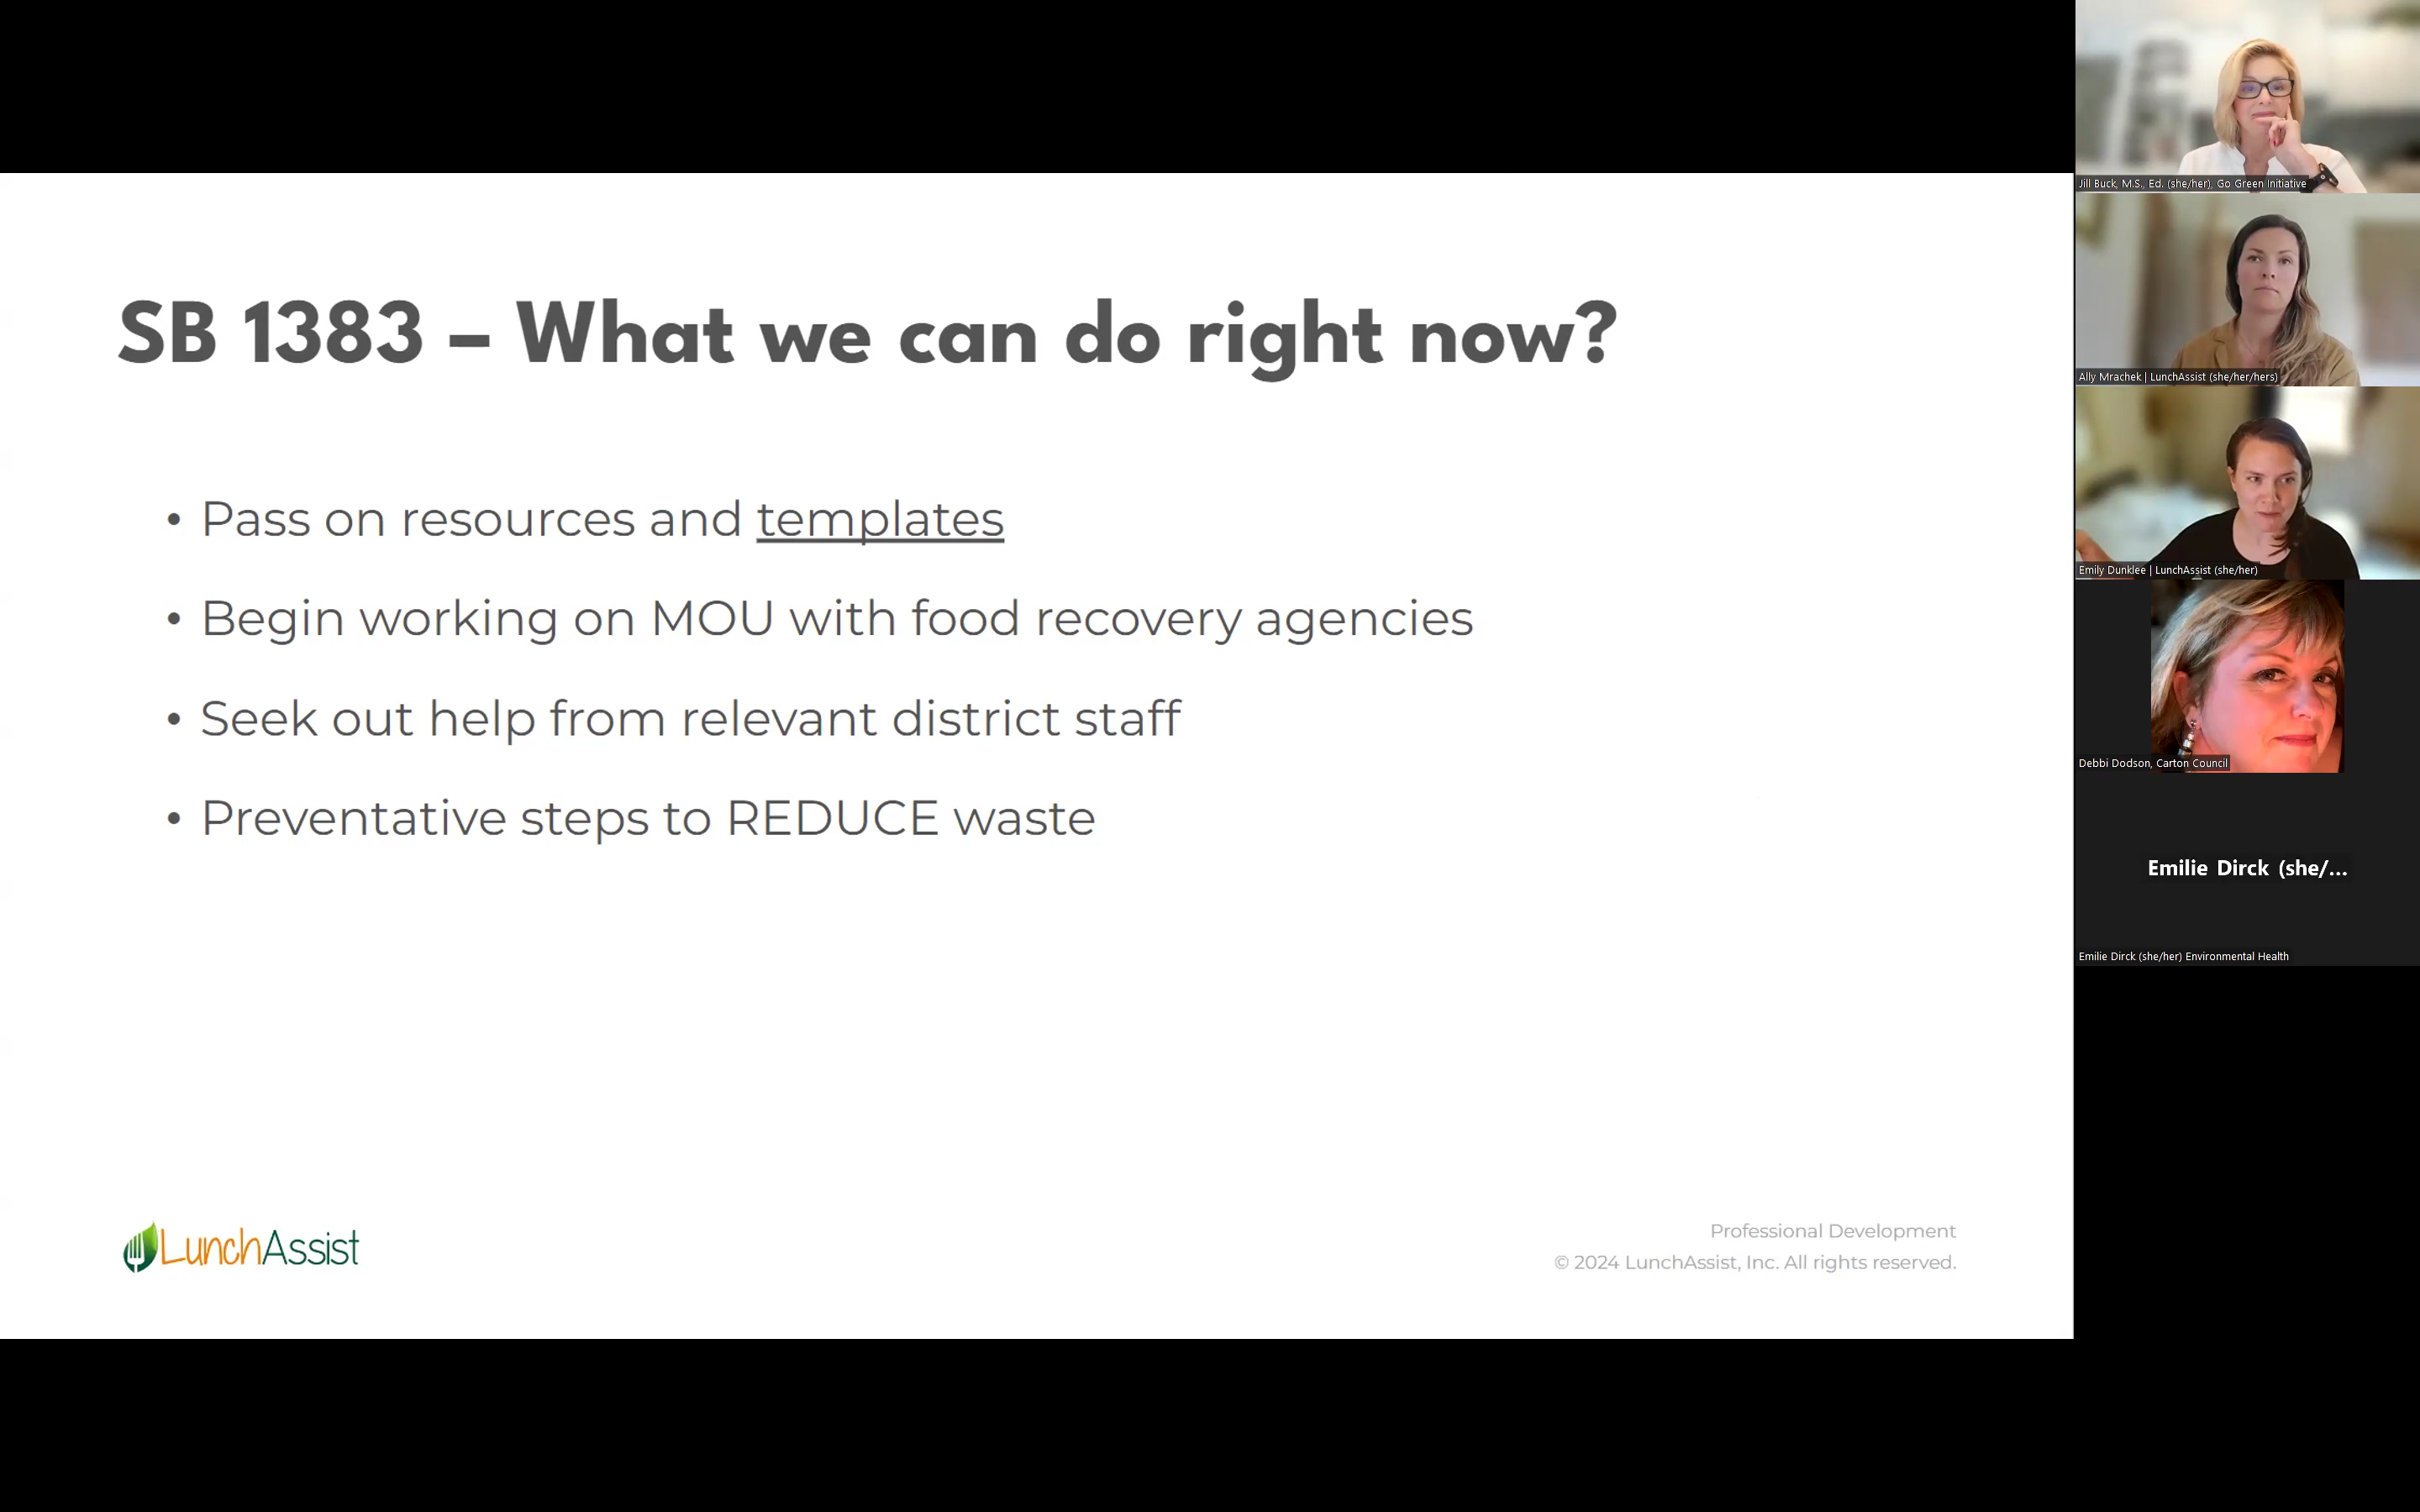 SB 1383 – What we can do right now?
• Pass on resources and templates
• Begin working on MOU with food recovery agencies
• Seek out help from relevant district staff
• Preventative steps to REDUCE waste
LunchAssist
Professional Development
© 2024 LunchAssist, Inc. All rights reserved.
Jill Buck, M.S., Ed. (she/her), Go Green Initiative
Ally Mrachek | LunchAssist (she/her/hers)
Emily Dunklee | LunchAssist (she/her)
Debbi Dodson, Carton Council
Emilie Dirck (she/...
Emilie Dirck (she/her) Environmental Health